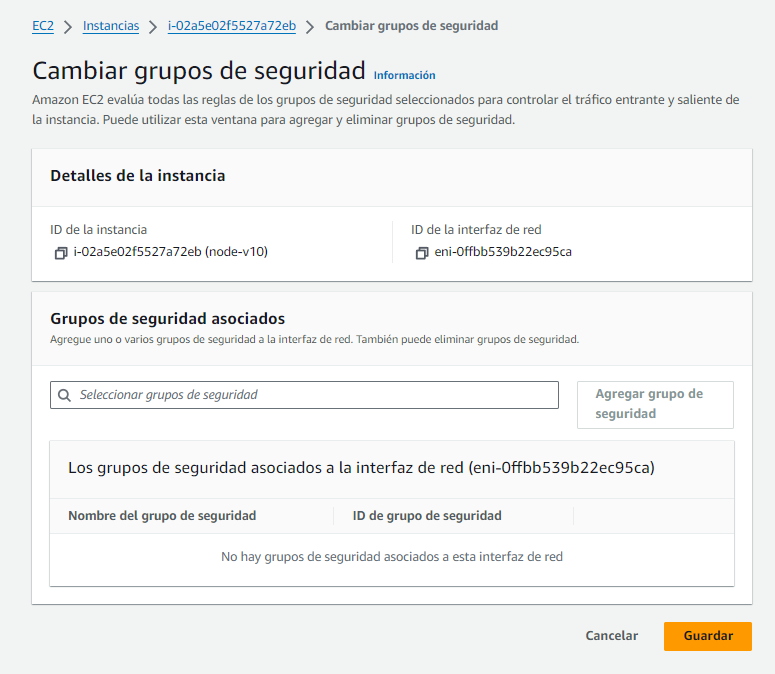 EC2 > Instancias > i-02a5e02f5527a72eb > Cambiar grupos de seguridad
Cambiar grupos de seguridad Información
Amazon EC2 evalúa todas las reglas de los grupos de seguridad seleccionados para controlar el tráfico entrante y saliente de
la instancia. Puede utilizar esta ventana para agregar y eliminar grupos de seguridad.
Detalles de la instancia
ID de la instancia
i-02a5e02f5527a72eb (node-v10)
ID de la interfaz de red
eni-0ffbb539b22ec95ca
Grupos de seguridad asociados
Agregue uno o varios grupos de seguridad a la interfaz de red. También puede eliminar grupos de seguridad.
Seleccionar grupos de seguridad
Agregar grupo de
seguridad
Los grupos de seguridad asociados a la interfaz de red (eni-0ffbb539b22ec95ca)
Nombre del grupo de seguridad ID de grupo de seguridad
No hay grupos de seguridad asociados a esta interfaz de red
Cancelar Guardar